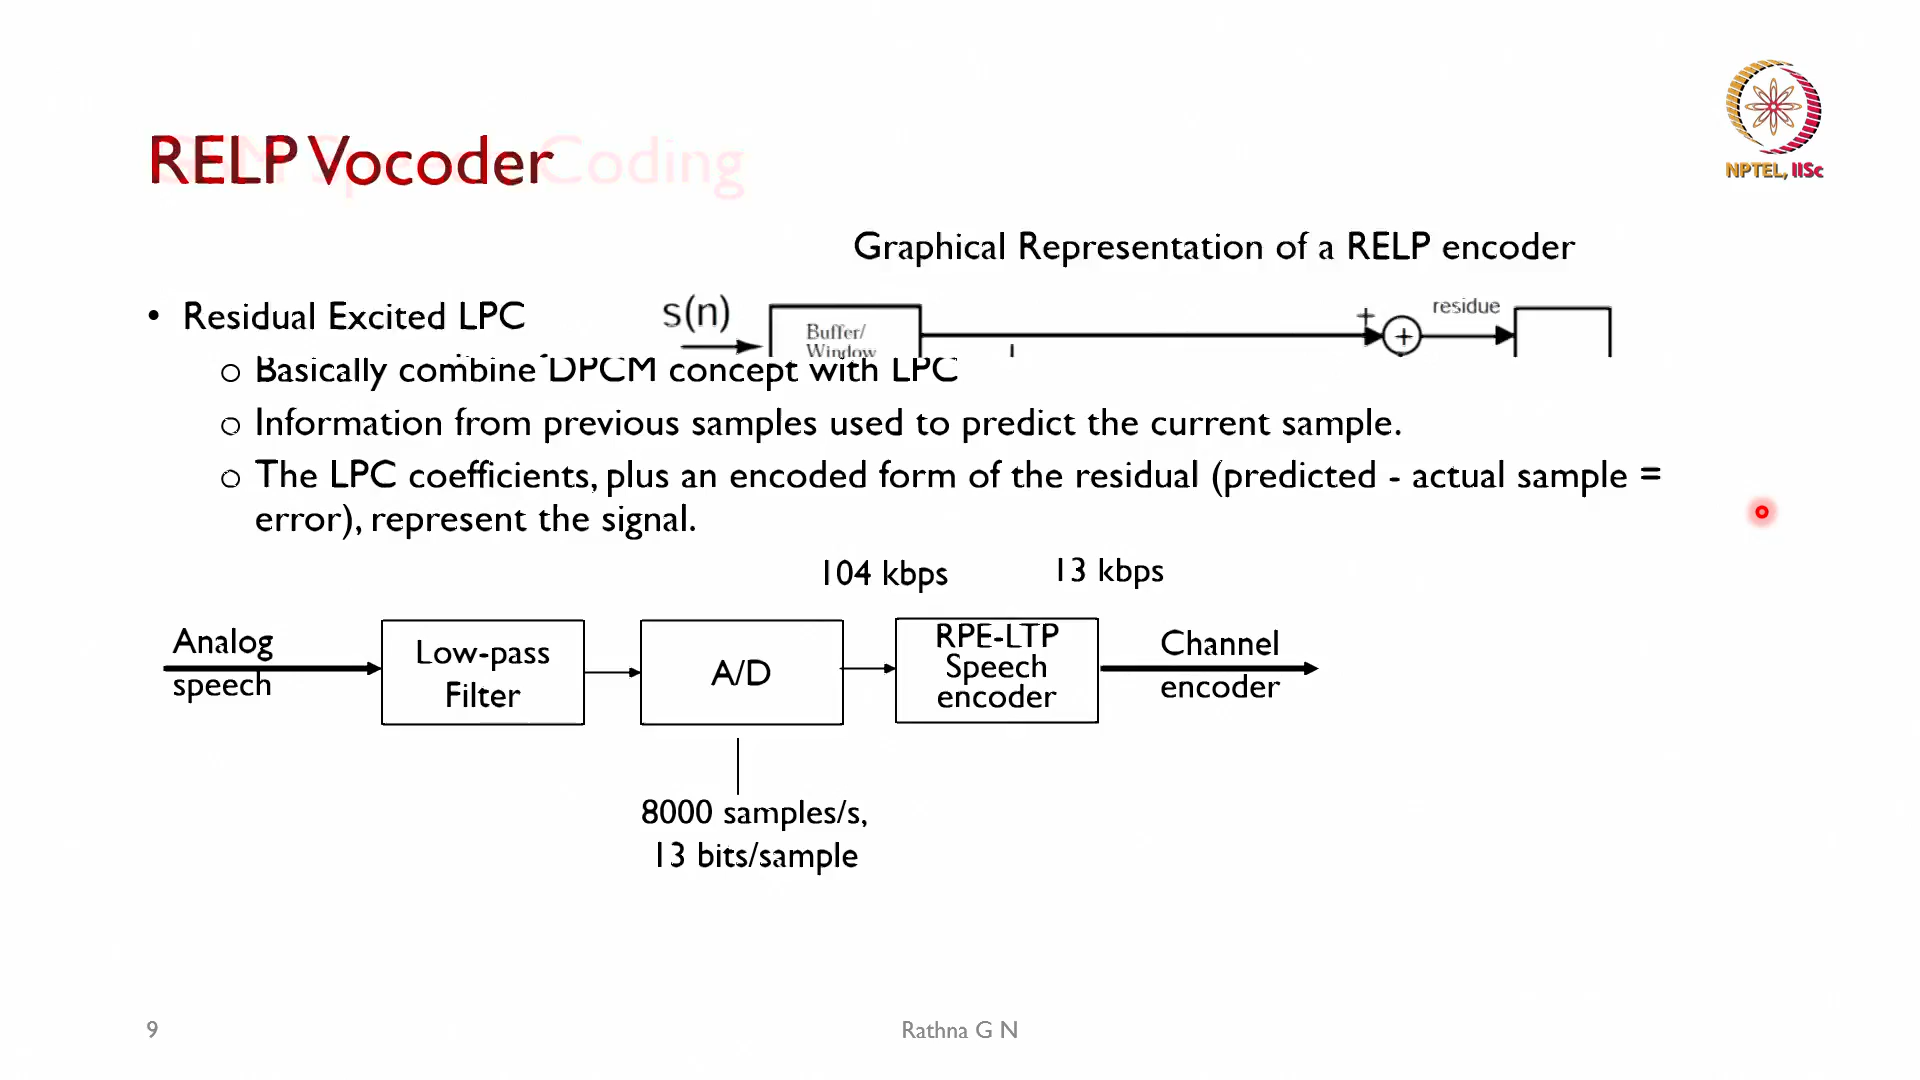 RELP Vocoder
Coding
NPTEL, IISc
Graphical Representation of a RELP encoder
• Residual Excited LPC
s(n)
Buffer/
Window
+
+
residue
o Basically combine DPCM concept with LPC
o Information from previous samples used to predict the current sample.
o The LPC coefficients, plus an encoded form of the residual (predicted - actual sample =
error), represent the signal.
104 kbps
13 kbps
Analog
speech
Low-pass
Filter
A/D
RPE-LTP
Speech
encoder
Channel
encoder
8000 samples/s,
13 bits/sample
9
Rathna G N